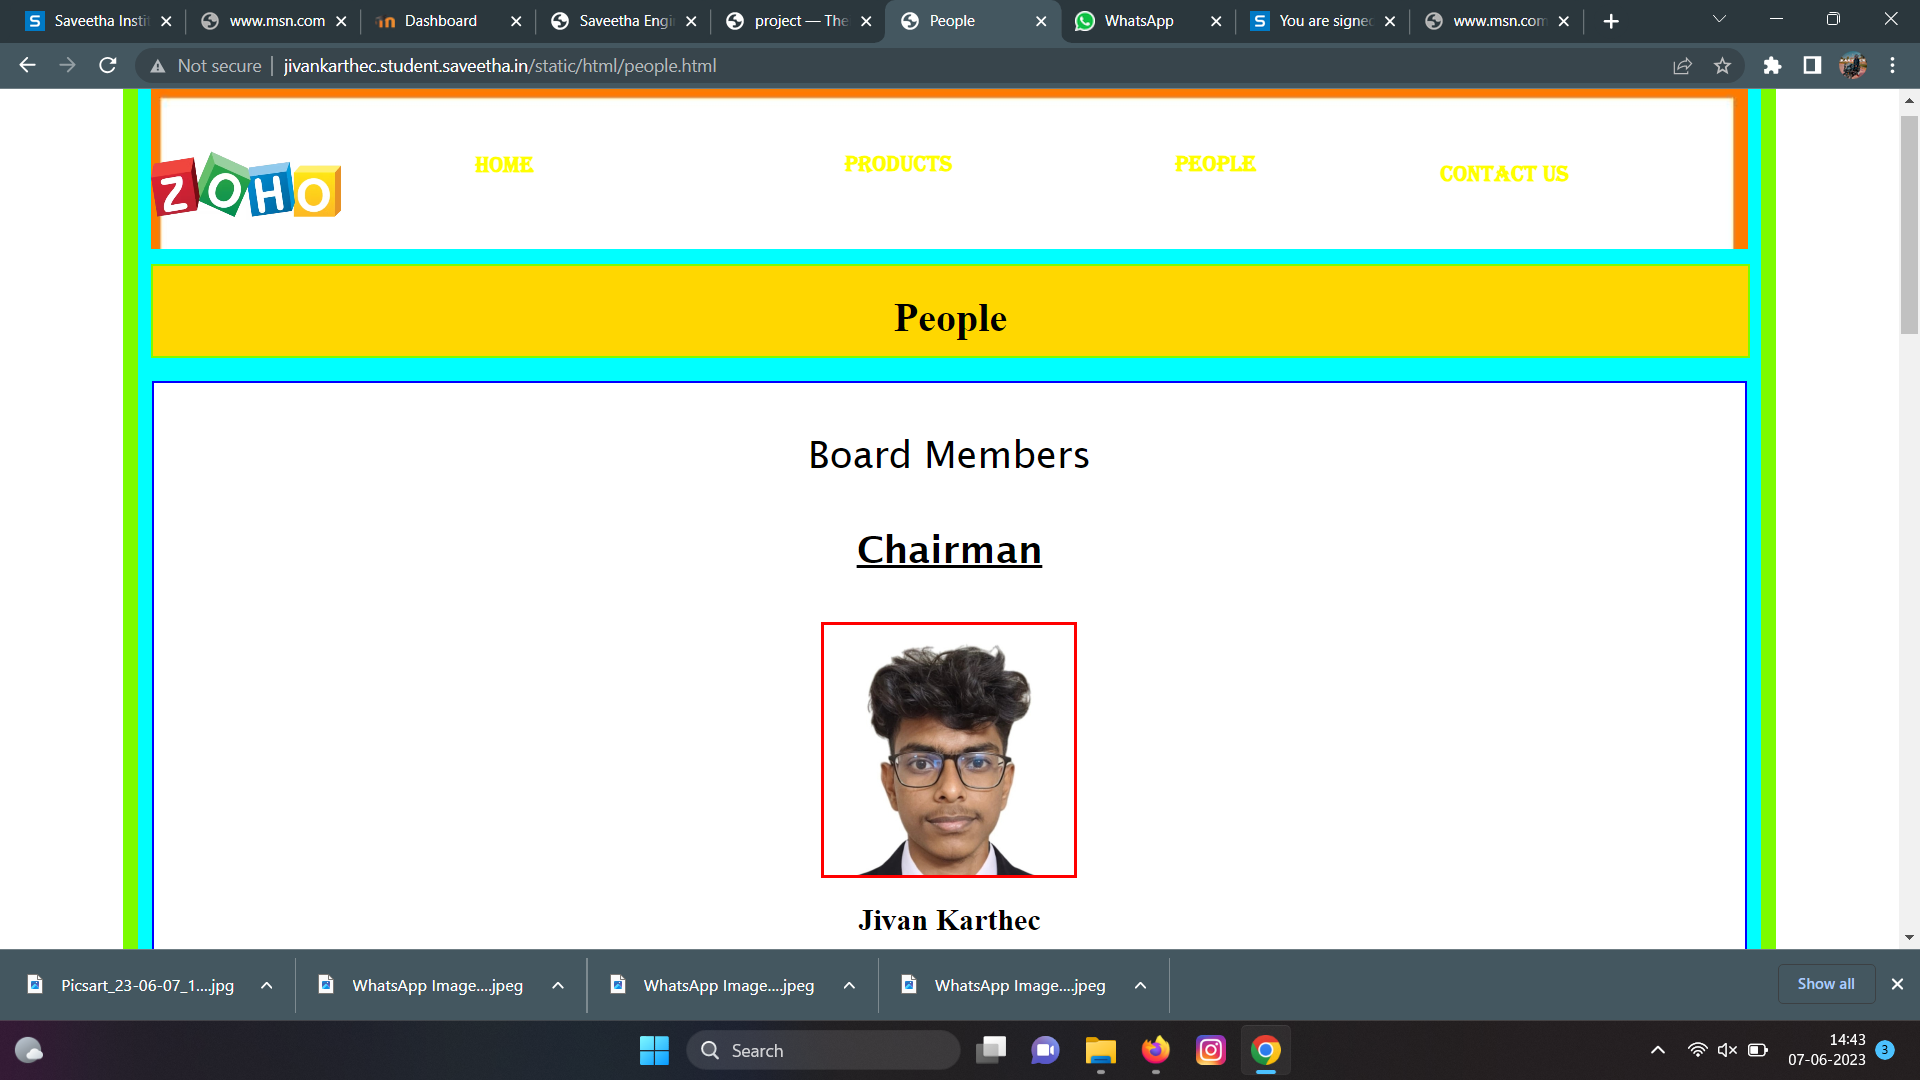 Saveetha Insti
www.msn.com
Dashboard
Saveetha Engi
project — The
People
WhatsApp
You are signed
www.msn.com
Not secure
jivankarthec.student.saveetha.in/static/html/people.html
ZOHO
HOME
PRODUCTS
PEOPLE
CONTACT US
People
Board Members
Chairman
Jivan Karthec
Picsart_23-06-07_1....jpg
WhatsApp Image....jpeg
WhatsApp Image....jpeg
WhatsApp Image....jpeg
Show all
Search
14:43
07-06-2023
3